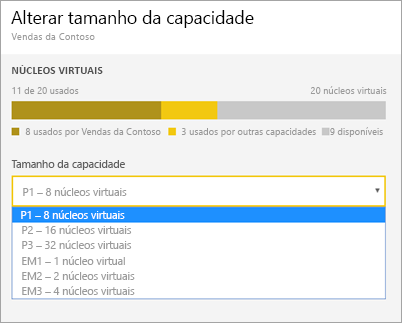 Alterar tamanho da capacidade
Vendas da Contoso
NÚCLEOS VIRTUAIS
11 de 20 usados 20 núcleos virtuais
8 usados por Vendas da Contoso 3 usados por outras capacidades 9 disponíveis
Tamanho da capacidade
P1 – 8 núcleos virtuais
P1 – 8 núcleos virtuais
P2 – 16 núcleos virtuais
P3 – 32 núcleos virtuais
EM1 – 1 núcleo virtual
EM2 – 2 núcleos virtuais
EM3 – 4 núcleos virtuais